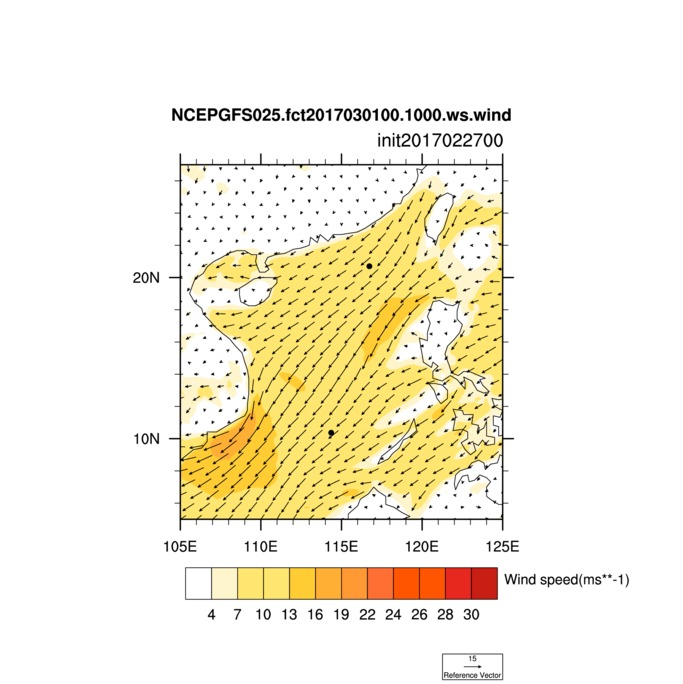 NCEPGFS025.fct2017030100.1000.ws.wind
init2017022700
20N
10N
105E 110E 115E 120E 125E
Wind speed(ms**-1)
4 7 10 13 16 19 22 24 26 28 30
15
Reference Vector